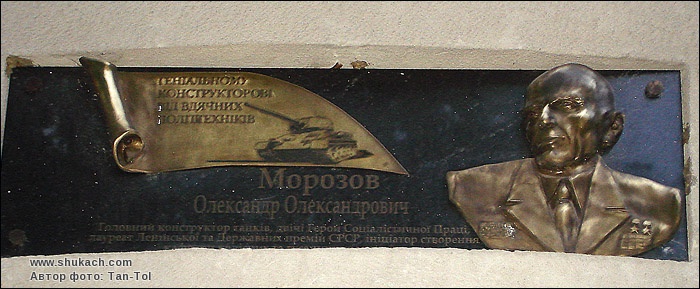 ГЕНІАЛЬНОМУ
КОНСТРУКТОРОВІ
ВІД ВДЯЧНИХ
ПОЛІТЕХНІКІВ
Морозов
Олександр Олександрович
Головний конструктор танків, двічі Герой Соціалістичної Праці,
лауреат Ленінської та Державних премій СРСР, ініціатор створення
www.shukach.com
Автор фото: Tan-Tol